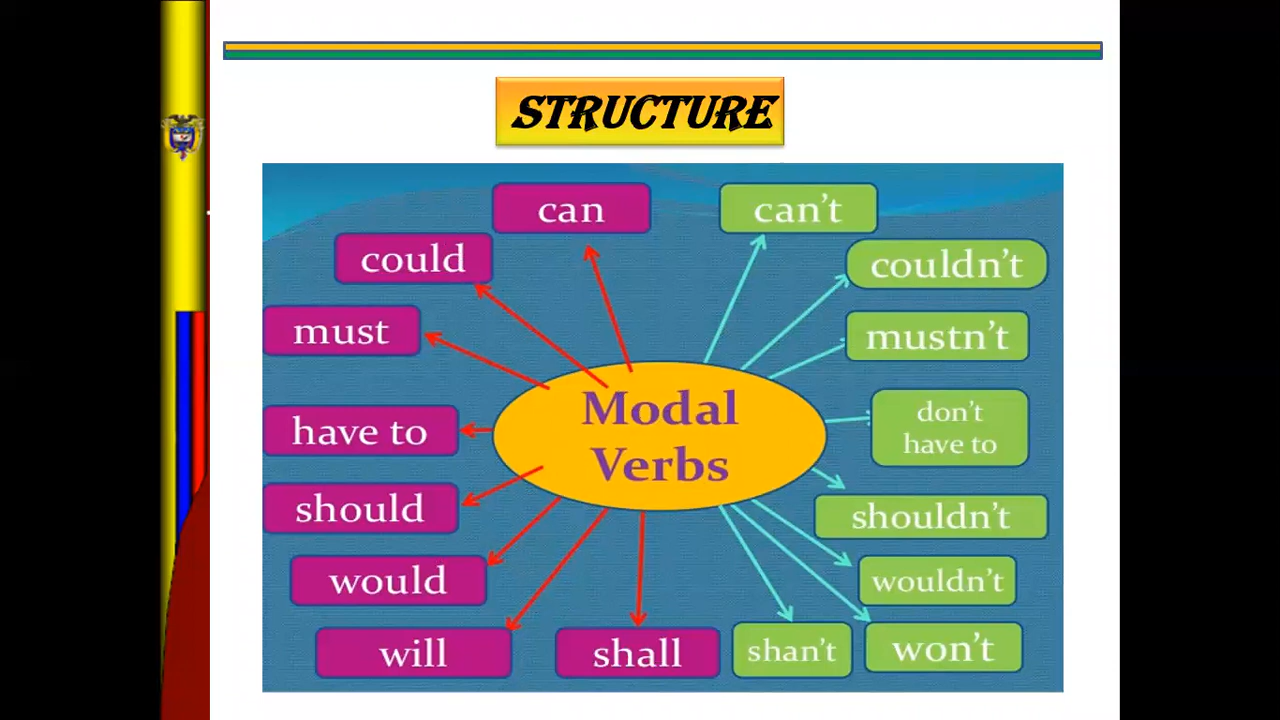 STRUCTURE
can
can't
could
couldn't
must
mustn't
Modal
Verbs
have to
don't
have to
should
shouldn't
would
wouldn't
will
shall
shan't
won't